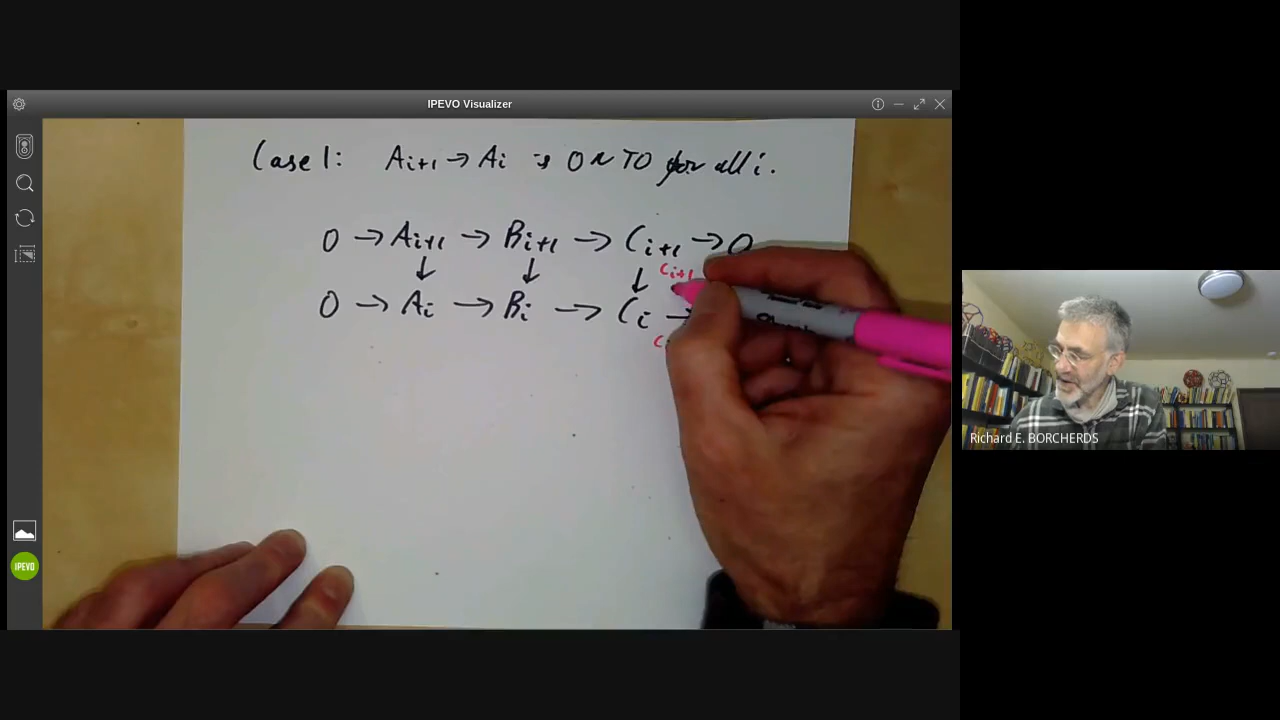 IPEVO Visualizer
Case 1: Ai+1 → Ai is ONTO for all i.
0 → Ai+1 → Bi+1 → Ci+1 → 0
↓ ↓ ↓ ci+1
0 → Ai → Bi → Ci →
c
IPEVO
Richard E. BORCHERDS